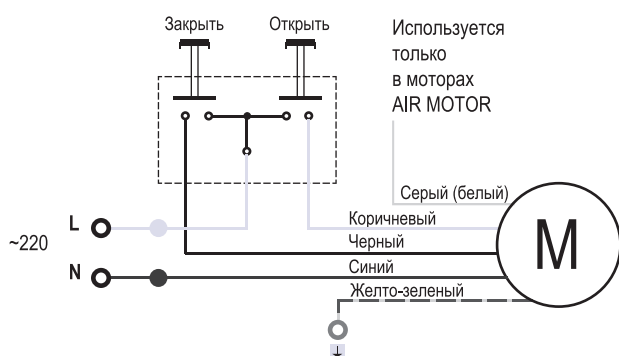 Закрыть
Открыть
Используется
только
в моторах
AIR MOTOR
Серый (белый)
L
Коричневый
~220
Черный
N
Синий
Желто-зеленый
M